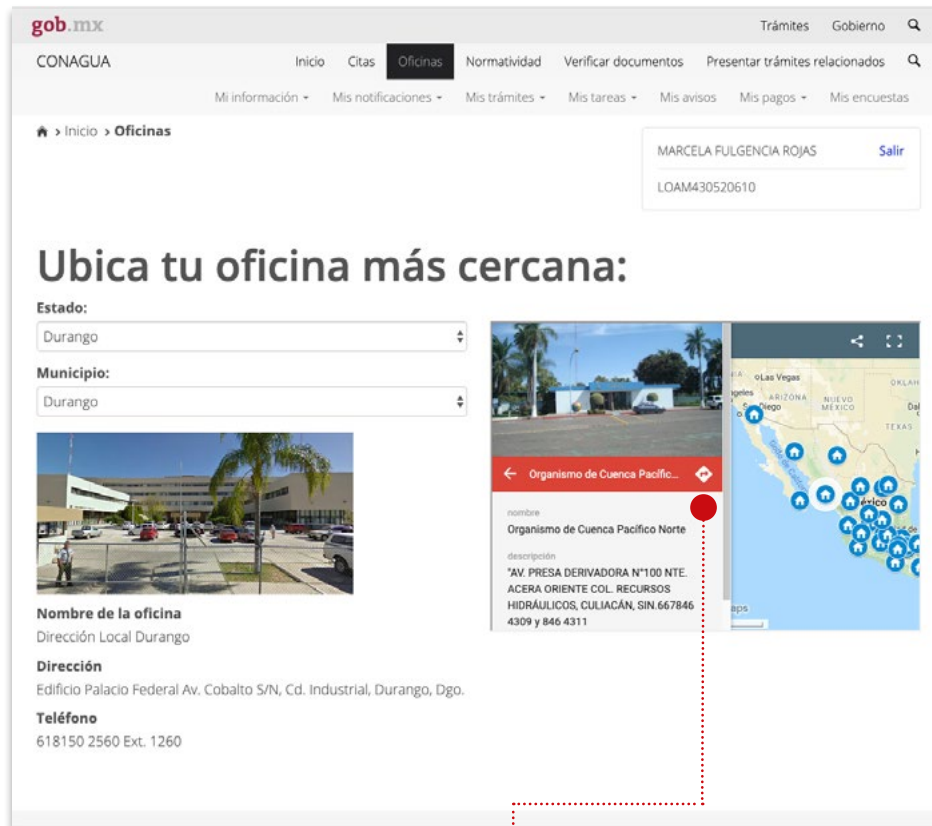 gob.mx
Trámites Gobierno
CONAGUA
Inicio Citas Oficinas Normatividad Verificar documentos Presentar trámites relacionados
Mi información Mis notificaciones Mis trámites Mis tareas Mis avisos Mis pagos Mis encuestas
> Inicio > Oficinas
MARCELA FULGENCIA ROJAS Salir
LOAM430520610
Ubica tu oficina más cercana:
Estado:
Durango
Municipio:
Durango
Nombre de la oficina
Dirección Local Durango
Dirección
Edificio Palacio Federal Av. Cobalto S/N, Cd. Industrial, Durango, Dgo.
Teléfono
618150 2560 Ext. 1260
Organismo de Cuenca Pacífic...
nombre
Organismo de Cuenca Pacífico Norte
descripción
"AV. PRESA DERIVADORA N°100 NTE.
ACERA ORIENTE COL. RECURSOS
HIDRÁULICOS, CULIACÁN, SIN.667846
4309 y 846 4311
Las Vegas
OKLAH
ARIZONA
NUEVO
MÉXICO
Dal
San Diego
TEXAS
México
aps